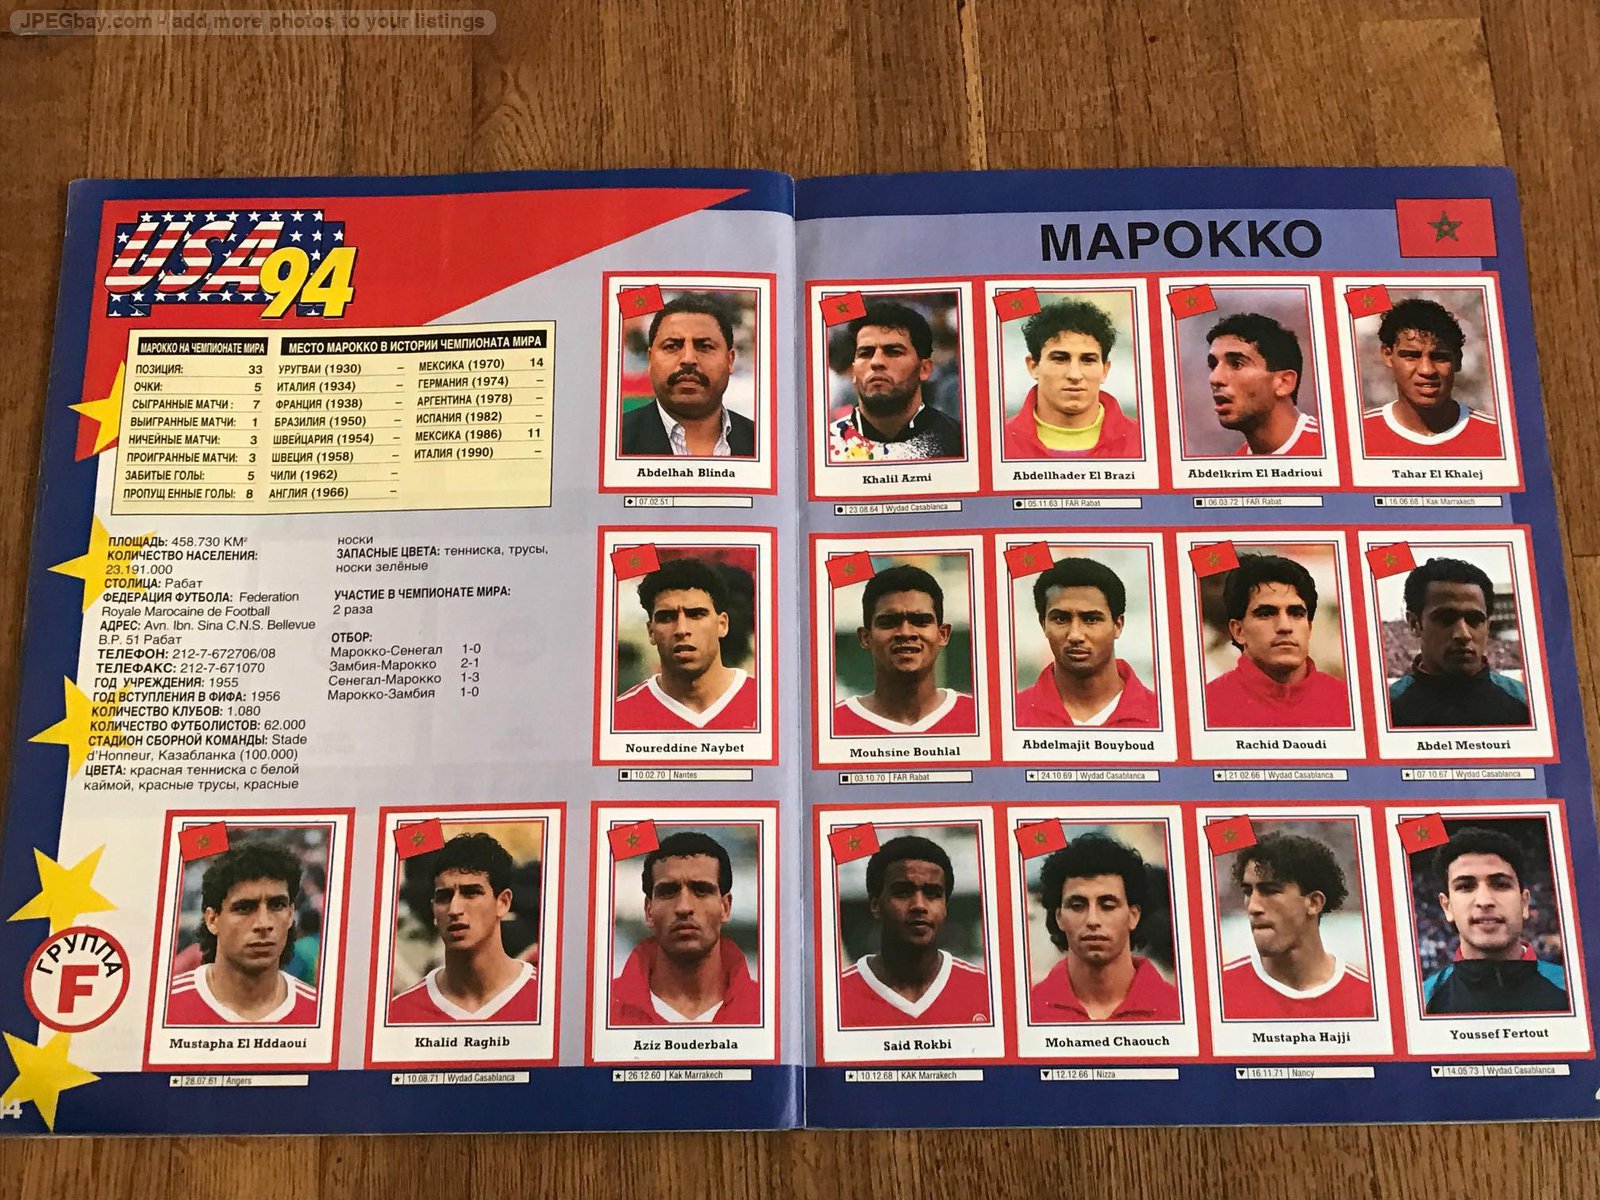 JPEGbay.com - add more photos to your listings
USA
94
МАРОККО НА ЧЕМПИОНАТЕ МИРА
ПОЗИЦИЯ: 33
ОЧКИ: 5
СЫГРАННЫЕ МАТЧИ : 7
ВЫИГРАННЫЕ МАТЧИ: 1
НИЧЕЙНЫЕ МАТЧИ: 3
ПРОИГРАННЫЕ МАТЧИ: 3
ЗАБИТЫЕ ГОЛЫ: 5
ПРОПУЩ ЕННЫЕ ГОЛЫ: 8
МЕСТО МАРОККО В ИСТОРИИ ЧЕМПИОНАТА МИРА
УРУГВАИ (1930) –
ИТАЛИЯ (1934) –
ФРАНЦИЯ (1938) –
БРАЗИЛИЯ (1950) –
ШВЕЙЦАРИЯ (1954) –
ШВЕЦИЯ (1958) –
ЧИЛИ (1962) –
АНГЛИЯ (1966) –
МЕКСИКА (1970) 14
ГЕРМАНИЯ (1974) –
АРГЕНТИНА (1978) –
ИСПАНИЯ (1982) –
МЕКСИКА (1986) 11
ИТАЛИЯ (1990) –
ПЛОЩАДЬ: 458.730 КМ²
КОЛИЧЕСТВО НАСЕЛЕНИЯ:
23.191.000
СТОЛИЦА: Рабат
ФЕДЕРАЦИЯ ФУТБОЛА: Federation
Royale Marocaine de Football
АДРЕС: Avn. Ibn. Sina C.N.S. Bellevue
B.P. 51 Рабат
ТЕЛЕФОН: 212-7-672706/08
ТЕЛЕФАКС: 212-7-671070
ГОД УЧРЕЖДЕНИЯ: 1955
ГОД ВСТУПЛЕНИЯ В ФИФА: 1956
КОЛИЧЕСТВО КЛУБОВ: 1.080
КОЛИЧЕСТВО ФУТБОЛИСТОВ: 62.000
СТАДИОН СБОРНОЙ КОМАНДЫ: Stade
d'Honneur, Казабланка (100.000)
ЦВЕТА: красная тенниска с белой
каймой, красные трусы, красные
носки
ЗАПАСНЫЕ ЦВЕТА: тенниска, трусы,
носки зелёные
УЧАСТИЕ В ЧЕМПИОНАТЕ МИРА:
2 раза
ОТБОР:
Марокко-Сенегал 1-0
Замбия-Марокко 2-1
Сенегал-Марокко 1-3
Марокко-Замбия 1-0
ГРУППА
F
Abdelhah Blinda
07.02.51
Noureddine Naybet
10.02.70 Nantes
Mustapha El Hddaoui
28.07.61 Angers
Khalid Raghib
10.08.71 Wydad Casablanca
Aziz Bouderbala
26.12.60 Kak Marrakech
МАРОККО
Khalil Azmi
23.08.64 Wydad Casablanca
Abdellhader El Brazi
05.11.63 FAR Rabat
Abdelkrim El Hadrioui
06.03.72 FAR Rabat
Tahar El Khalej
16.06.68 Kak Marrakech
Mouhsine Bouhlal
03.10.70 FAR Rabat
Abdelmajit Bouyboud
24.10.69 Wydad Casablanca
Rachid Daoudi
21.02.66 Wydad Casablanca
Abdel Mestouri
07.10.67 Wydad Casablanca
Said Rokbi
10.12.68 KAK Marrakech
Mohamed Chaouch
12.12.66 Nizza
Mustapha Hajji
16.11.71 Nancy
Youssef Fertout
14.05.73 Wydad Casablanca